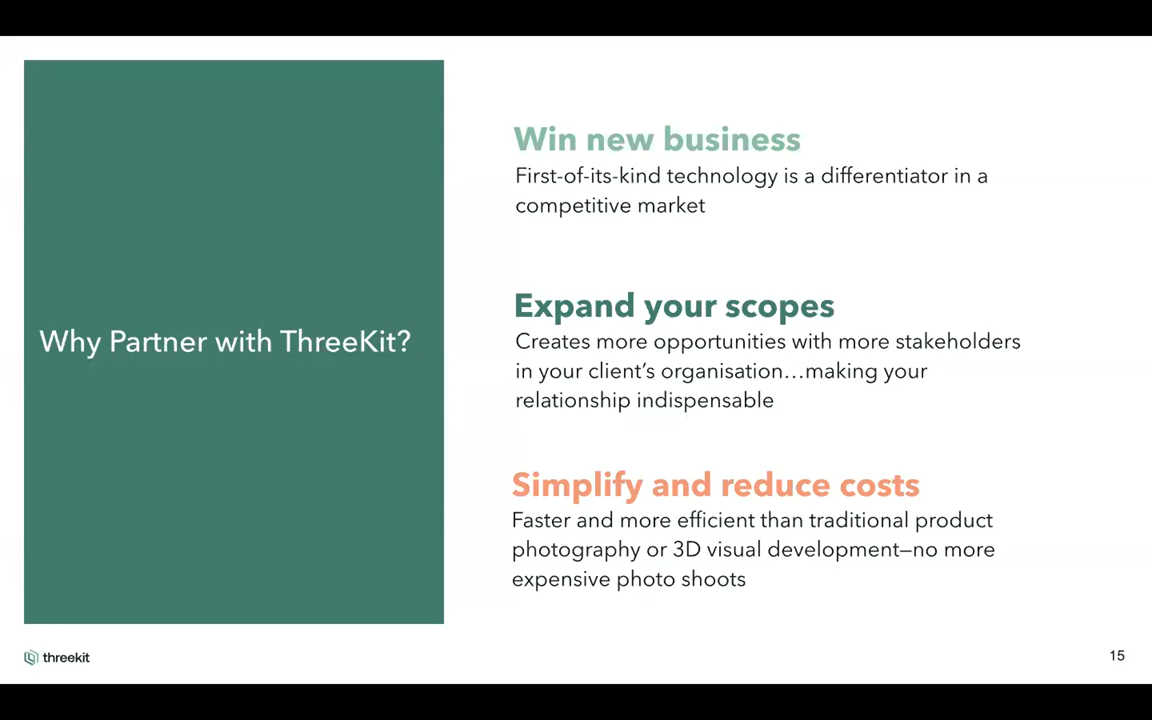 Why Partner with ThreeKit?
Win new business
First-of-its-kind technology is a differentiator in a
competitive market
Expand your scopes
Creates more opportunities with more stakeholders
in your client’s organisation…making your
relationship indispensable
Simplify and reduce costs
Faster and more efficient than traditional product
photography or 3D visual development—no more
expensive photo shoots
threekit
15